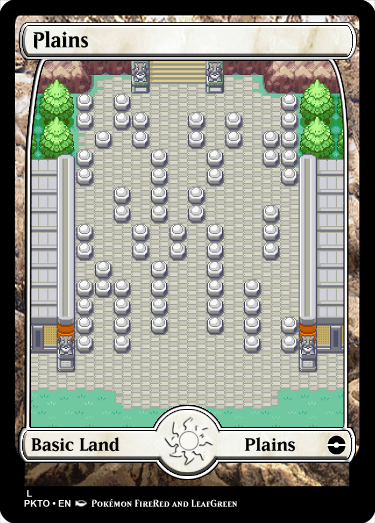 Plains
Basic Land Plains
L
PKTO • EN Pokémon FireRed and LeafGreen